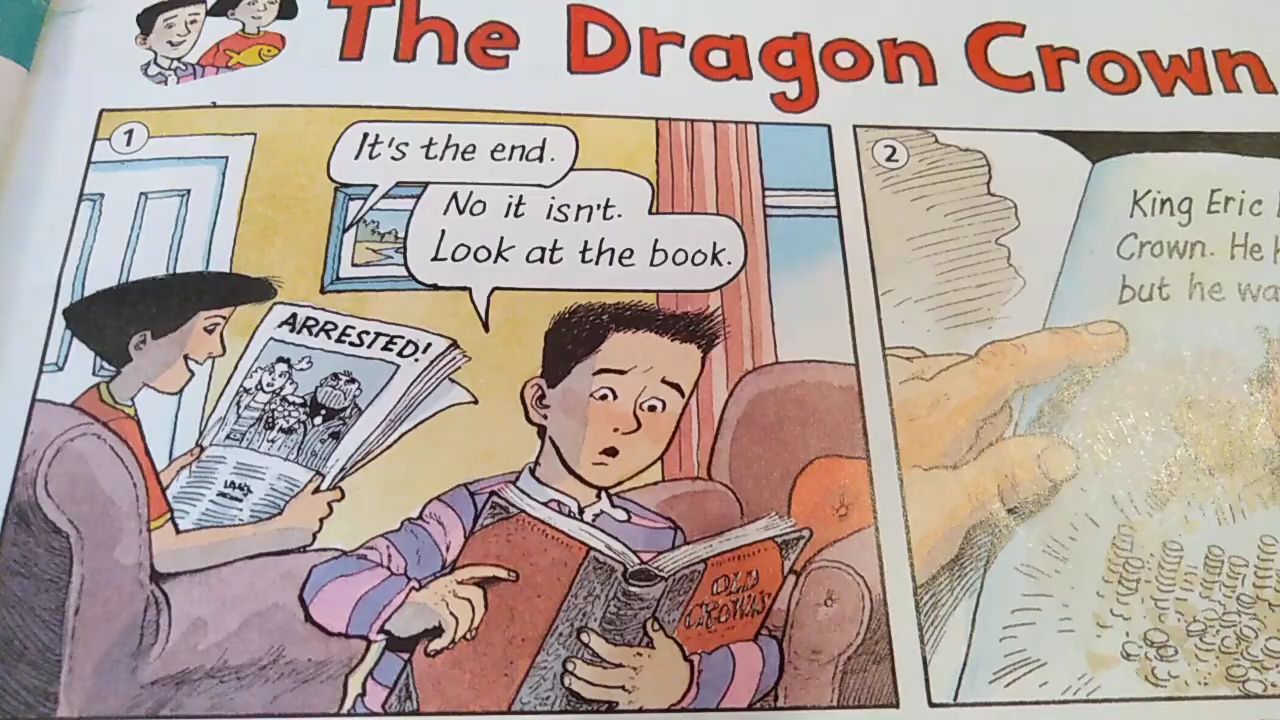 The Dragon Crown
1
It's the end.
No it isn't.
Look at the book.
ARRESTED!
OLD
CROWNS
2
King Eric
Crown. He
but he